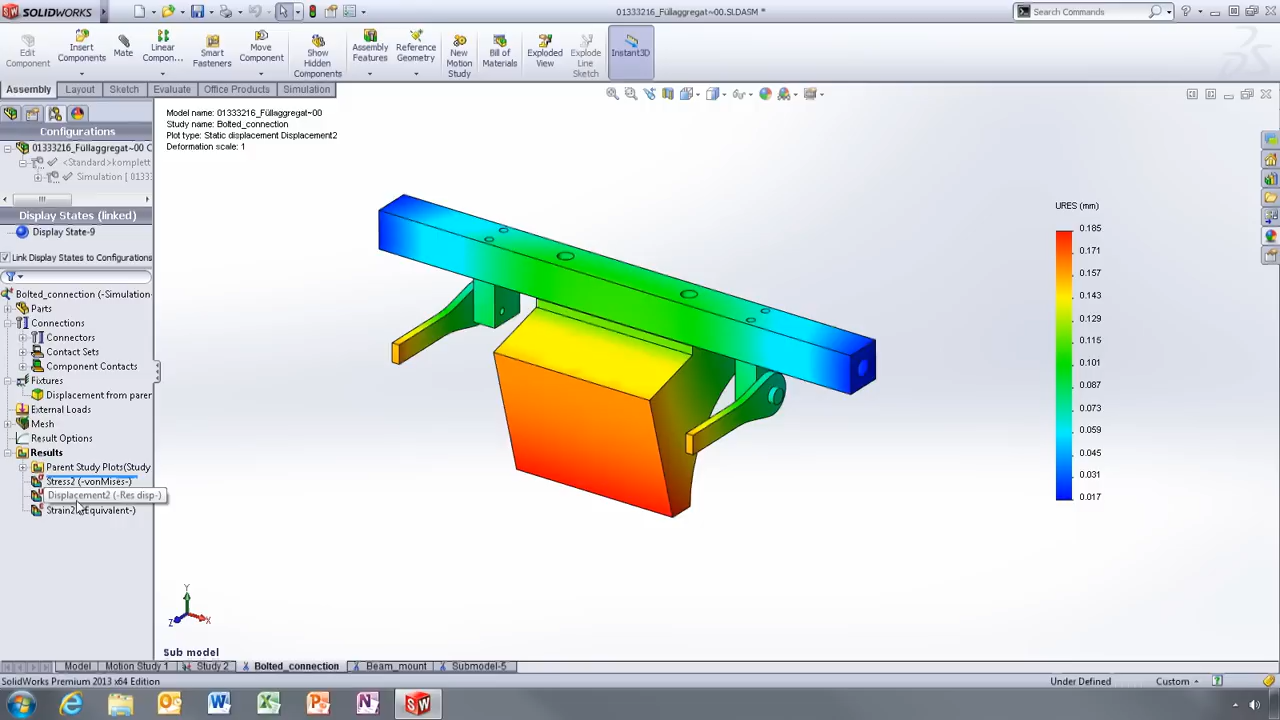 SOLIDWORKS
01333216_Füllaggregat~00.SLDASM *
Search Commands
Edit Component
Insert Components
Mate
Linear Compon...
Smart Fasteners
Move Component
Show Hidden Components
Assembly Features
Reference Geometry
New Motion Study
Bill of Materials
Exploded View
Explode Line Sketch
Instant3D
Assembly
Layout
Sketch
Evaluate
Office Products
Simulation
Configurations
01333216_Füllaggregat~00 C
<Standard>komplett
Simulation [ 01333
Display States (linked)
Display State-9
Link Display States to Configurations
Bolted_connection (-Simulation-
Parts
Connections
Connectors
Contact Sets
Component Contacts
Fixtures
Displacement from paren
External Loads
Mesh
Result Options
Results
Parent Study Plots(Study
Stress2 (-vonMises-)
Displacement2 (-Res disp-)
Strain2 (-Equivalent-)
Model name: 01333216_Füllaggregat~00
Study name: Bolted_connection
Plot type: Static displacement Displacement2
Deformation scale: 1
URES (mm)
0.185
0.171
0.157
0.143
0.129
0.115
0.101
0.087
0.073
0.059
0.045
0.031
0.017
Y
Z
X
Sub model
Model
Motion Study 1
Study 2
Bolted_connection
Beam_mount
Submodel-5
SolidWorks Premium 2013 x64 Edition
Under Defined
Custom